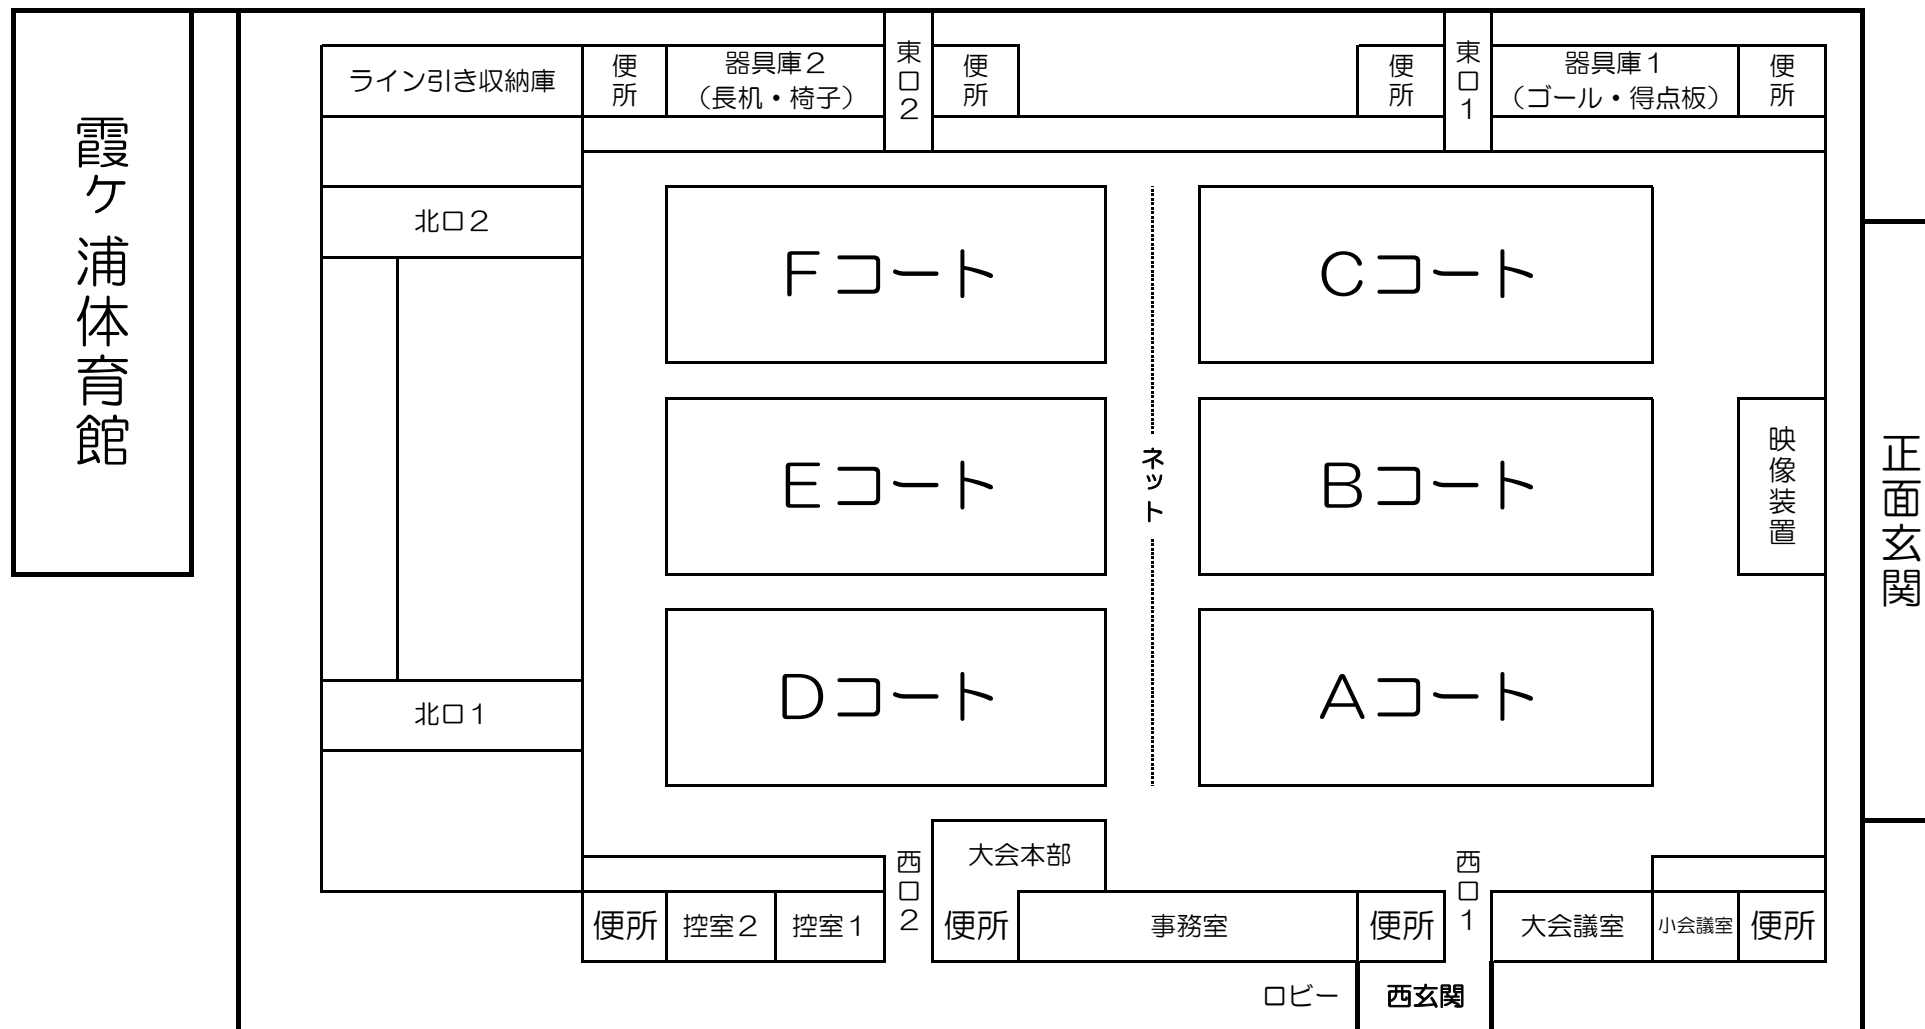 霞ヶ浦体育館
ライン引き収納庫
便所
器具庫2
（長机・椅子）
東口2
便所
便所
東口1
器具庫1
（ゴール・得点板）
便所
北口2
Fコート
Cコート
Eコート
ネット
Bコート
映像装置
正面玄関
北口1
Dコート
Aコート
大会本部
西口2
西口1
便所
控室2
控室1
便所
事務室
便所
大会議室
小会議室
便所
ロビー
西玄関